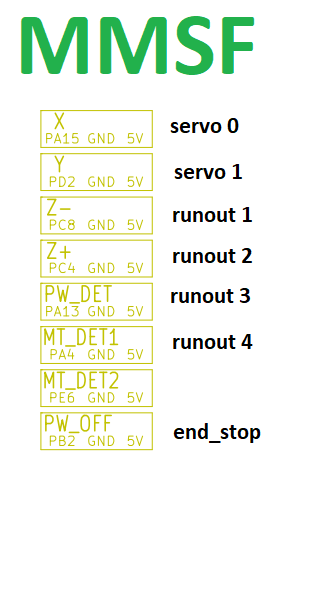 MMSF
X
PA15 GND 5V servo 0
Y
PD2 GND 5V servo 1
Z-
PC8 GND 5V runout 1
Z+
PC4 GND 5V runout 2
PW_DET
PA13 GND 5V runout 3
MT_DET1
PA4 GND 5V runout 4
MT_DET2
PE6 GND 5V
PW_OFF
PB2 GND 5V end_stop